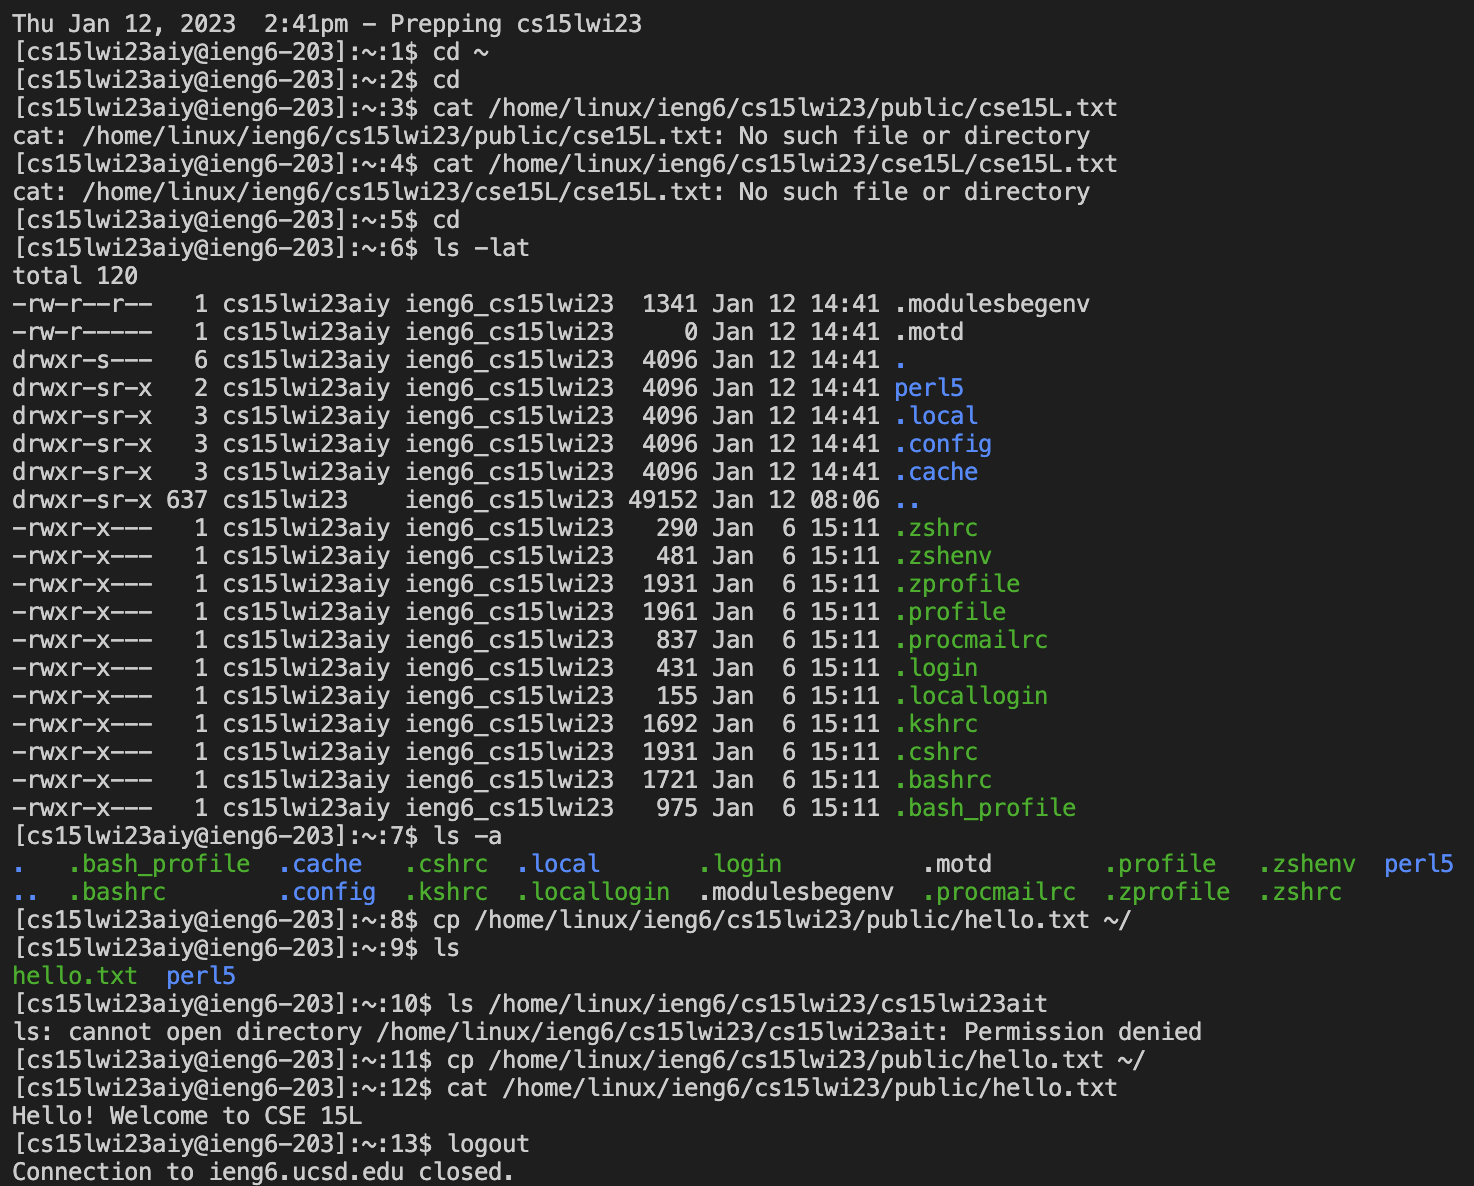 Thu Jan 12, 2023  2:41pm - Prepping cs15lwi23
[cs15lwi23aiy@ieng6-203]:~:1$ cd ~
[cs15lwi23aiy@ieng6-203]:~:2$ cd
[cs15lwi23aiy@ieng6-203]:~:3$ cat /home/linux/ieng6/cs15lwi23/public/cse15L.txt
cat: /home/linux/ieng6/cs15lwi23/public/cse15L.txt: No such file or directory
[cs15lwi23aiy@ieng6-203]:~:4$ cat /home/linux/ieng6/cs15lwi23/cse15L/cse15L.txt
cat: /home/linux/ieng6/cs15lwi23/cse15L/cse15L.txt: No such file or directory
[cs15lwi23aiy@ieng6-203]:~:5$ cd
[cs15lwi23aiy@ieng6-203]:~:6$ ls -lat
total 120
-rw-r--r--   1 cs15lwi23aiy ieng6_cs15lwi23  1341 Jan 12 14:41 .modulesbegenv
-rw-r-----   1 cs15lwi23aiy ieng6_cs15lwi23     0 Jan 12 14:41 .motd
drwxr-s---   6 cs15lwi23aiy ieng6_cs15lwi23  4096 Jan 12 14:41 .
drwxr-sr-x   2 cs15lwi23aiy ieng6_cs15lwi23  4096 Jan 12 14:41 perl5
drwxr-sr-x   3 cs15lwi23aiy ieng6_cs15lwi23  4096 Jan 12 14:41 .local
drwxr-sr-x   3 cs15lwi23aiy ieng6_cs15lwi23  4096 Jan 12 14:41 .config
drwxr-sr-x   3 cs15lwi23aiy ieng6_cs15lwi23  4096 Jan 12 14:41 .cache
drwxr-sr-x 637 cs15lwi23    ieng6_cs15lwi23 49152 Jan 12 08:06 ..
-rwxr-x---   1 cs15lwi23aiy ieng6_cs15lwi23   290 Jan  6 15:11 .zshrc
-rwxr-x---   1 cs15lwi23aiy ieng6_cs15lwi23   481 Jan  6 15:11 .zshenv
-rwxr-x---   1 cs15lwi23aiy ieng6_cs15lwi23  1931 Jan  6 15:11 .zprofile
-rwxr-x---   1 cs15lwi23aiy ieng6_cs15lwi23  1961 Jan  6 15:11 .profile
-rwxr-x---   1 cs15lwi23aiy ieng6_cs15lwi23   837 Jan  6 15:11 .procmailrc
-rwxr-x---   1 cs15lwi23aiy ieng6_cs15lwi23   431 Jan  6 15:11 .login
-rwxr-x---   1 cs15lwi23aiy ieng6_cs15lwi23   155 Jan  6 15:11 .locallogin
-rwxr-x---   1 cs15lwi23aiy ieng6_cs15lwi23  1692 Jan  6 15:11 .kshrc
-rwxr-x---   1 cs15lwi23aiy ieng6_cs15lwi23  1931 Jan  6 15:11 .cshrc
-rwxr-x---   1 cs15lwi23aiy ieng6_cs15lwi23  1721 Jan  6 15:11 .bashrc
-rwxr-x---   1 cs15lwi23aiy ieng6_cs15lwi23   975 Jan  6 15:11 .bash_profile
[cs15lwi23aiy@ieng6-203]:~:7$ ls -a
.   .bash_profile  .cache   .cshrc  .local       .login          .motd        .profile   .zshenv  perl5
..  .bashrc        .config  .kshrc  .locallogin  .modulesbegenv  .procmailrc  .zprofile  .zshrc
[cs15lwi23aiy@ieng6-203]:~:8$ cp /home/linux/ieng6/cs15lwi23/public/hello.txt ~/
[cs15lwi23aiy@ieng6-203]:~:9$ ls
hello.txt  perl5
[cs15lwi23aiy@ieng6-203]:~:10$ ls /home/linux/ieng6/cs15lwi23/cs15lwi23ait
ls: cannot open directory /home/linux/ieng6/cs15lwi23/cs15lwi23ait: Permission denied
[cs15lwi23aiy@ieng6-203]:~:11$ cp /home/linux/ieng6/cs15lwi23/public/hello.txt ~/
[cs15lwi23aiy@ieng6-203]:~:12$ cat /home/linux/ieng6/cs15lwi23/public/hello.txt
Hello! Welcome to CSE 15L
[cs15lwi23aiy@ieng6-203]:~:13$ logout
Connection to ieng6.ucsd.edu closed.